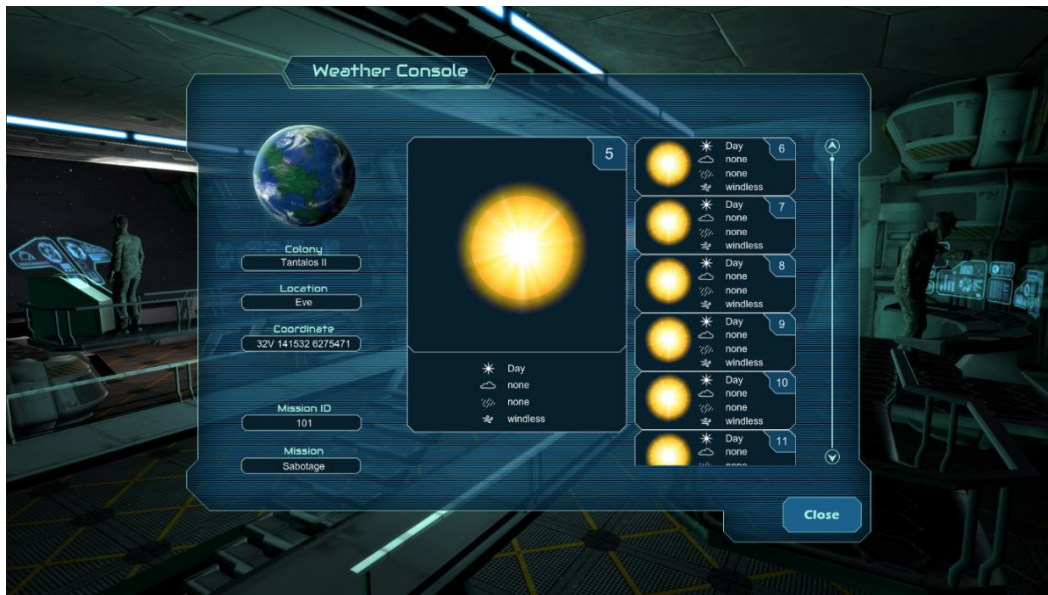 Weather Console
Colony
Tantalos II
Location
Eve
Coordinate
32V 141532 6275471
Mission ID
101
Mission
Sabotage
5
Day
none
none
windless
6
Day
none
none
windless
7
Day
none
none
windless
8
Day
none
none
windless
9
Day
none
none
windless
10
Day
none
none
windless
11
Day
none
none
Close